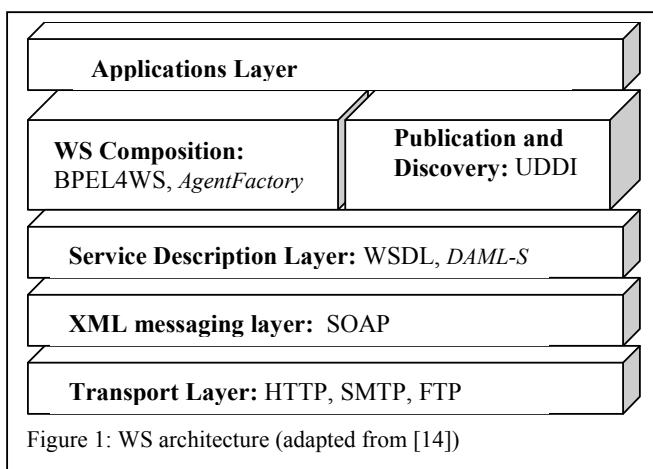 Applications Layer
WS Composition:
BPEL4WS, AgentFactory
Publication and
Discovery: UDDI
Service Description Layer: WSDL, DAML-S
XML messaging layer: SOAP
Transport Layer: HTTP, SMTP, FTP
Figure 1: WS architecture (adapted from [14])